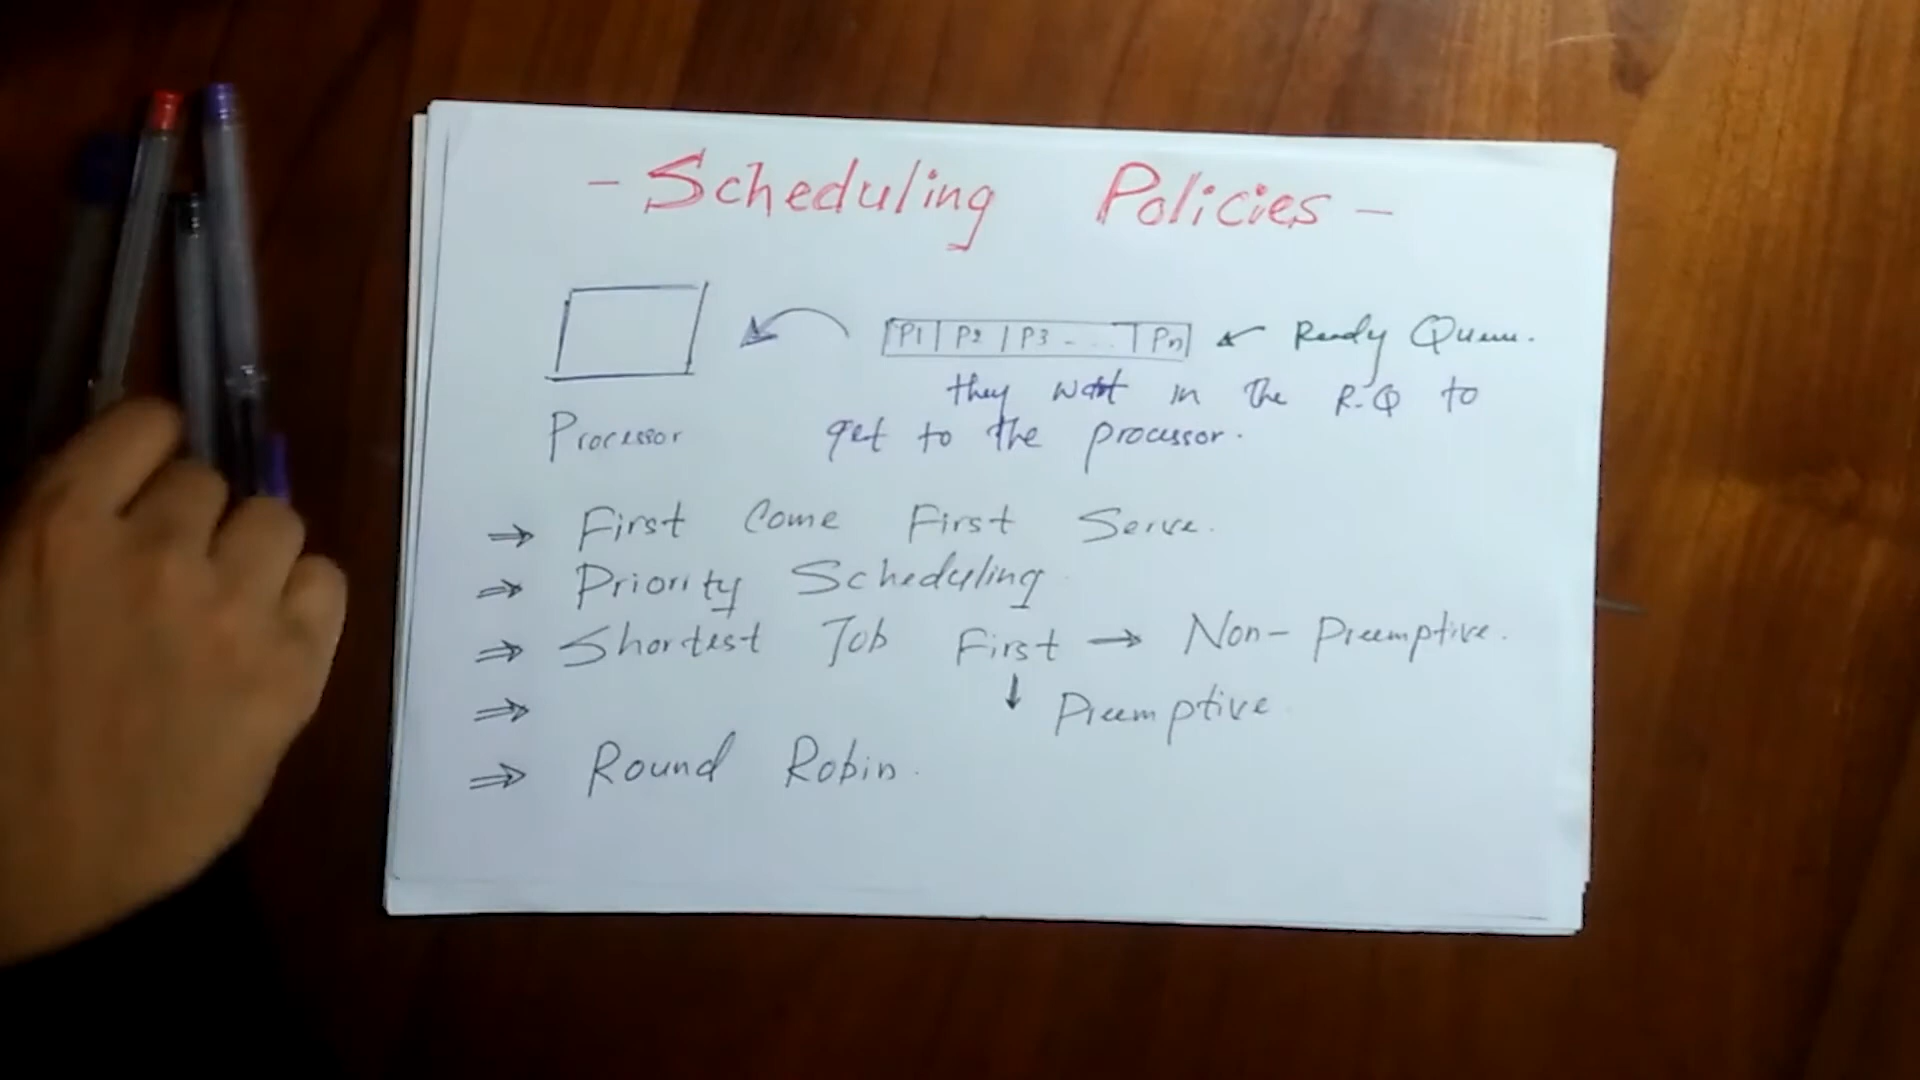 - Scheduling Policies -
P1 P2 P3 - ... Pn ← Ready Queue.
they wait in the R.Q to
Processor get to the processor.
⇒ First Come First Serve.
⇒ Priority Scheduling
⇒ Shortest Job First → Non-Preemptive.
⇒ ↓ Preemptive
⇒ Round Robin.